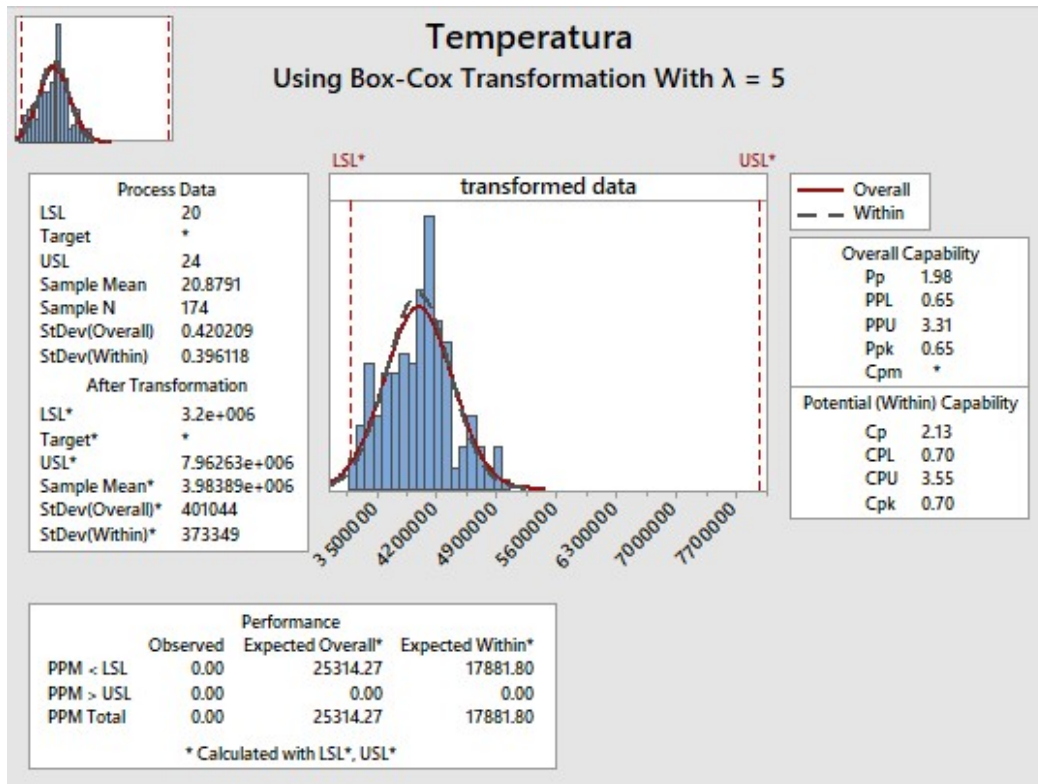 Temperatura
Using Box-Cox Transformation With λ = 5
LSL* USL*
transformed data
Process Data
LSL 20
Target *
USL 24
Sample Mean 20.8791
Sample N 174
StDev(Overall) 0.420209
StDev(Within) 0.396118
After Transformation
LSL* 3.2e+006
Target* *
USL* 7.96263e+006
Sample Mean* 3.98389e+006
StDev(Overall)* 401044
StDev(Within)* 373349
Overall
Within
Overall Capability
Pp 1.98
PPL 0.65
PPU 3.31
Ppk 0.65
Cpm *
Potential (Within) Capability
Cp 2.13
CPL 0.70
CPU 3.55
Cpk 0.70
3500000 4200000 4900000 5600000 6300000 7000000 7700000
Performance
Observed Expected Overall* Expected Within*
PPM < LSL 0.00 25314.27 17881.80
PPM > USL 0.00 0.00 0.00
PPM Total 0.00 25314.27 17881.80
* Calculated with LSL*, USL*